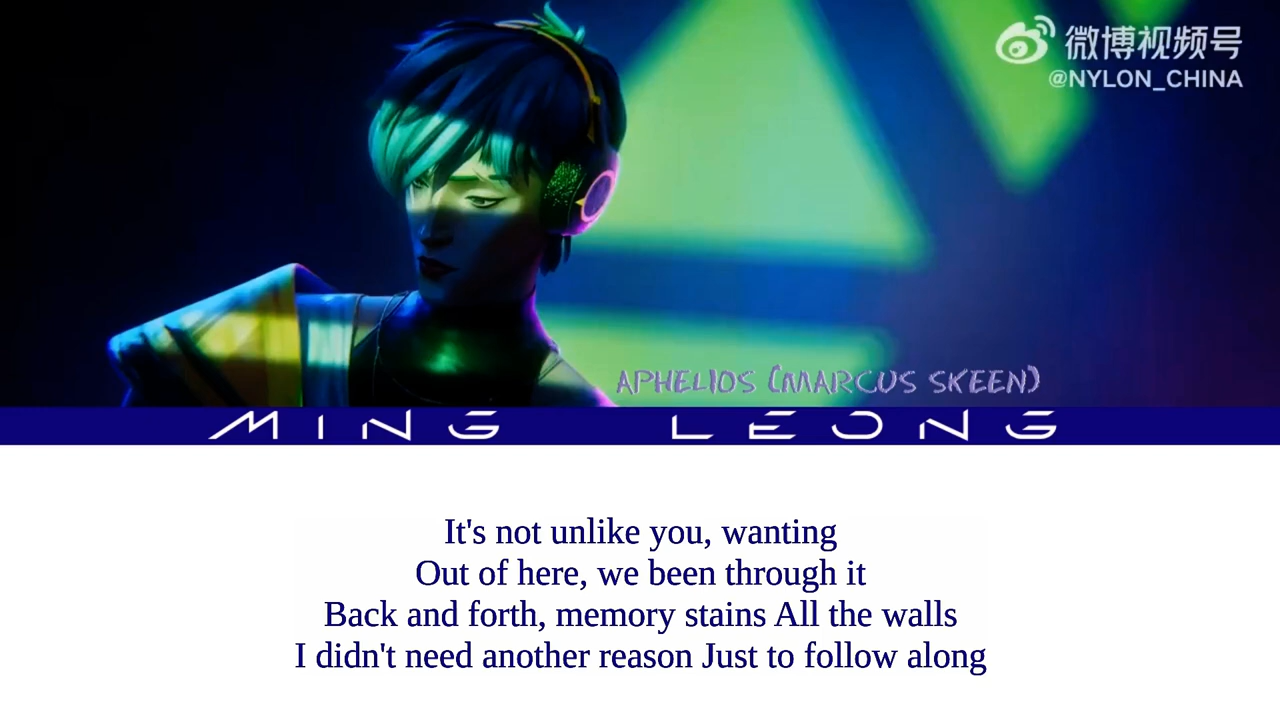 微博视频号
@NYLON_CHINA
APHELIOS (MARCUS SKEEN)
MING LEONG
It's not unlike you, wanting
Out of here, we been through it
Back and forth, memory stains All the walls
I didn't need another reason Just to follow along